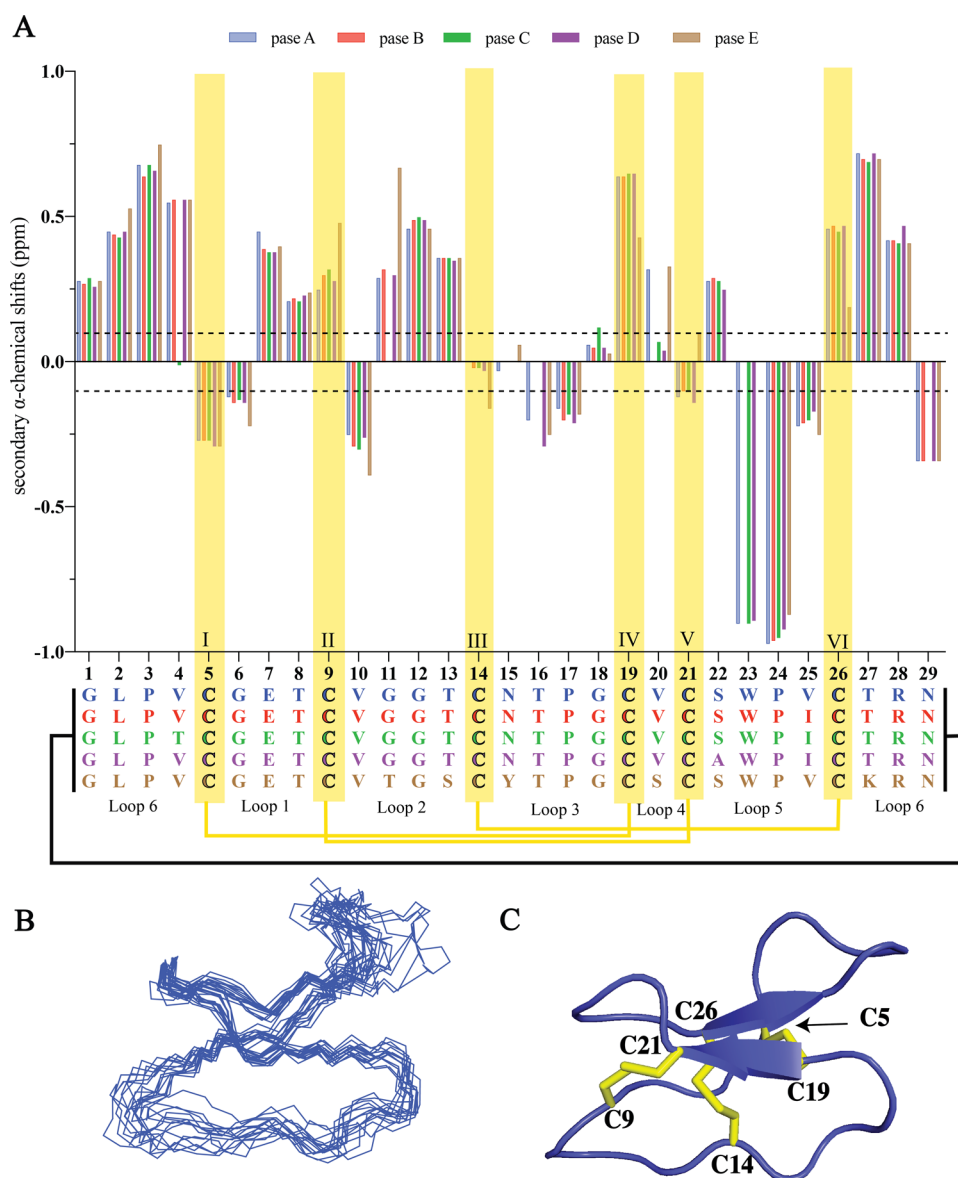 A
pase A pase B pase C pase D pase E
secondary α-chemical shifts (ppm)
1.0
0.5
0.0
-0.5
-1.0
I II III IV V VI
1 2 3 4 5 6 7 8 9 10 11 12 13 14 15 16 17 18 19 20 21 22 23 24 25 26 27 28 29
G L P V C G E T C V G G T C N T P G C V C S W P V C T R N
G L P V C G E T C V G G T C N T P G C V C S W P I C T R N
G L P T C G E T C V G G T C N T P G C V C S W P I C T R N
G L P V C G E T C V G G T C N T P G C V C A W P I C T R N
G L P V C G E T C V T G S C Y T P G C S C S W P V C K R N
Loop 6 Loop 1 Loop 2 Loop 3 Loop 4 Loop 5 Loop 6
B
C
C26
C5
C21
C19
C9
C14